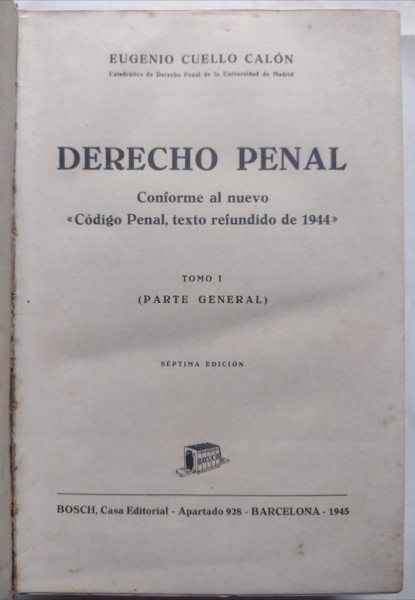 EUGENIO CUELLO CALÓN
Catedrático de Derecho Penal de la Universidad de Madrid
DERECHO PENAL
Conforme al nuevo
«Código Penal, texto refundido de 1944»
TOMO I
(PARTE GENERAL)
SÉPTIMA EDICIÓN
BOSCH
BOSCH, Casa Editorial - Apartado 928 - BARCELONA - 1945